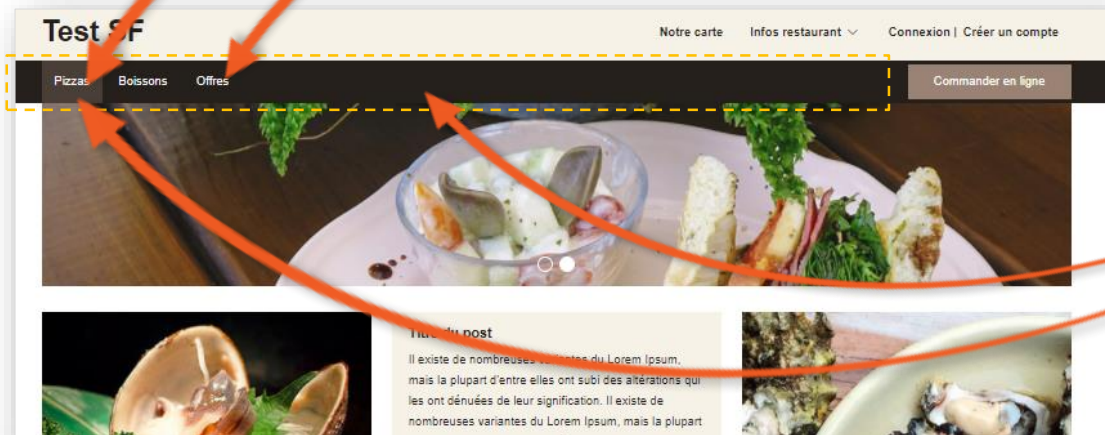 Test SF
Notre carte Infos restaurant Connexion | Créer un compte
Pizzas Boissons Offres Commander en ligne
Titre du post
Il existe de nombreuses variantes du Lorem Ipsum,
mais la plupart d'entre elles ont subi des altérations qui
les ont dénuées de leur signification. Il existe de
nombreuses variantes du Lorem Ipsum, mais la plupart